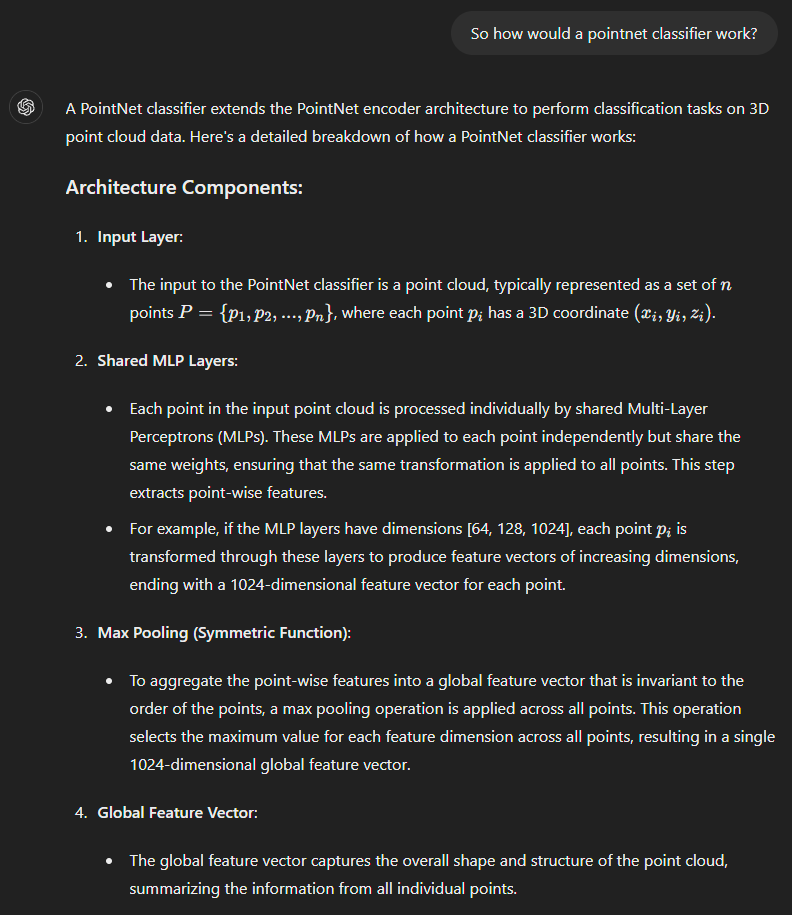 So how would a pointnet classifier work?
A PointNet classifier extends the PointNet encoder architecture to perform classification tasks on 3D
point cloud data. Here's a detailed breakdown of how a PointNet classifier works:
Architecture Components:
1. Input Layer:
• The input to the PointNet classifier is a point cloud, typically represented as a set of n
points P = {p₁, p₂, ..., pₙ}, where each point pᵢ has a 3D coordinate (xᵢ, yᵢ, zᵢ).
2. Shared MLP Layers:
• Each point in the input point cloud is processed individually by shared Multi-Layer
Perceptrons (MLPs). These MLPs are applied to each point independently but share the
same weights, ensuring that the same transformation is applied to all points. This step
extracts point-wise features.
• For example, if the MLP layers have dimensions [64, 128, 1024], each point pᵢ is
transformed through these layers to produce feature vectors of increasing dimensions,
ending with a 1024-dimensional feature vector for each point.
3. Max Pooling (Symmetric Function):
• To aggregate the point-wise features into a global feature vector that is invariant to the
order of the points, a max pooling operation is applied across all points. This operation
selects the maximum value for each feature dimension across all points, resulting in a single
1024-dimensional global feature vector.
4. Global Feature Vector:
• The global feature vector captures the overall shape and structure of the point cloud,
summarizing the information from all individual points.